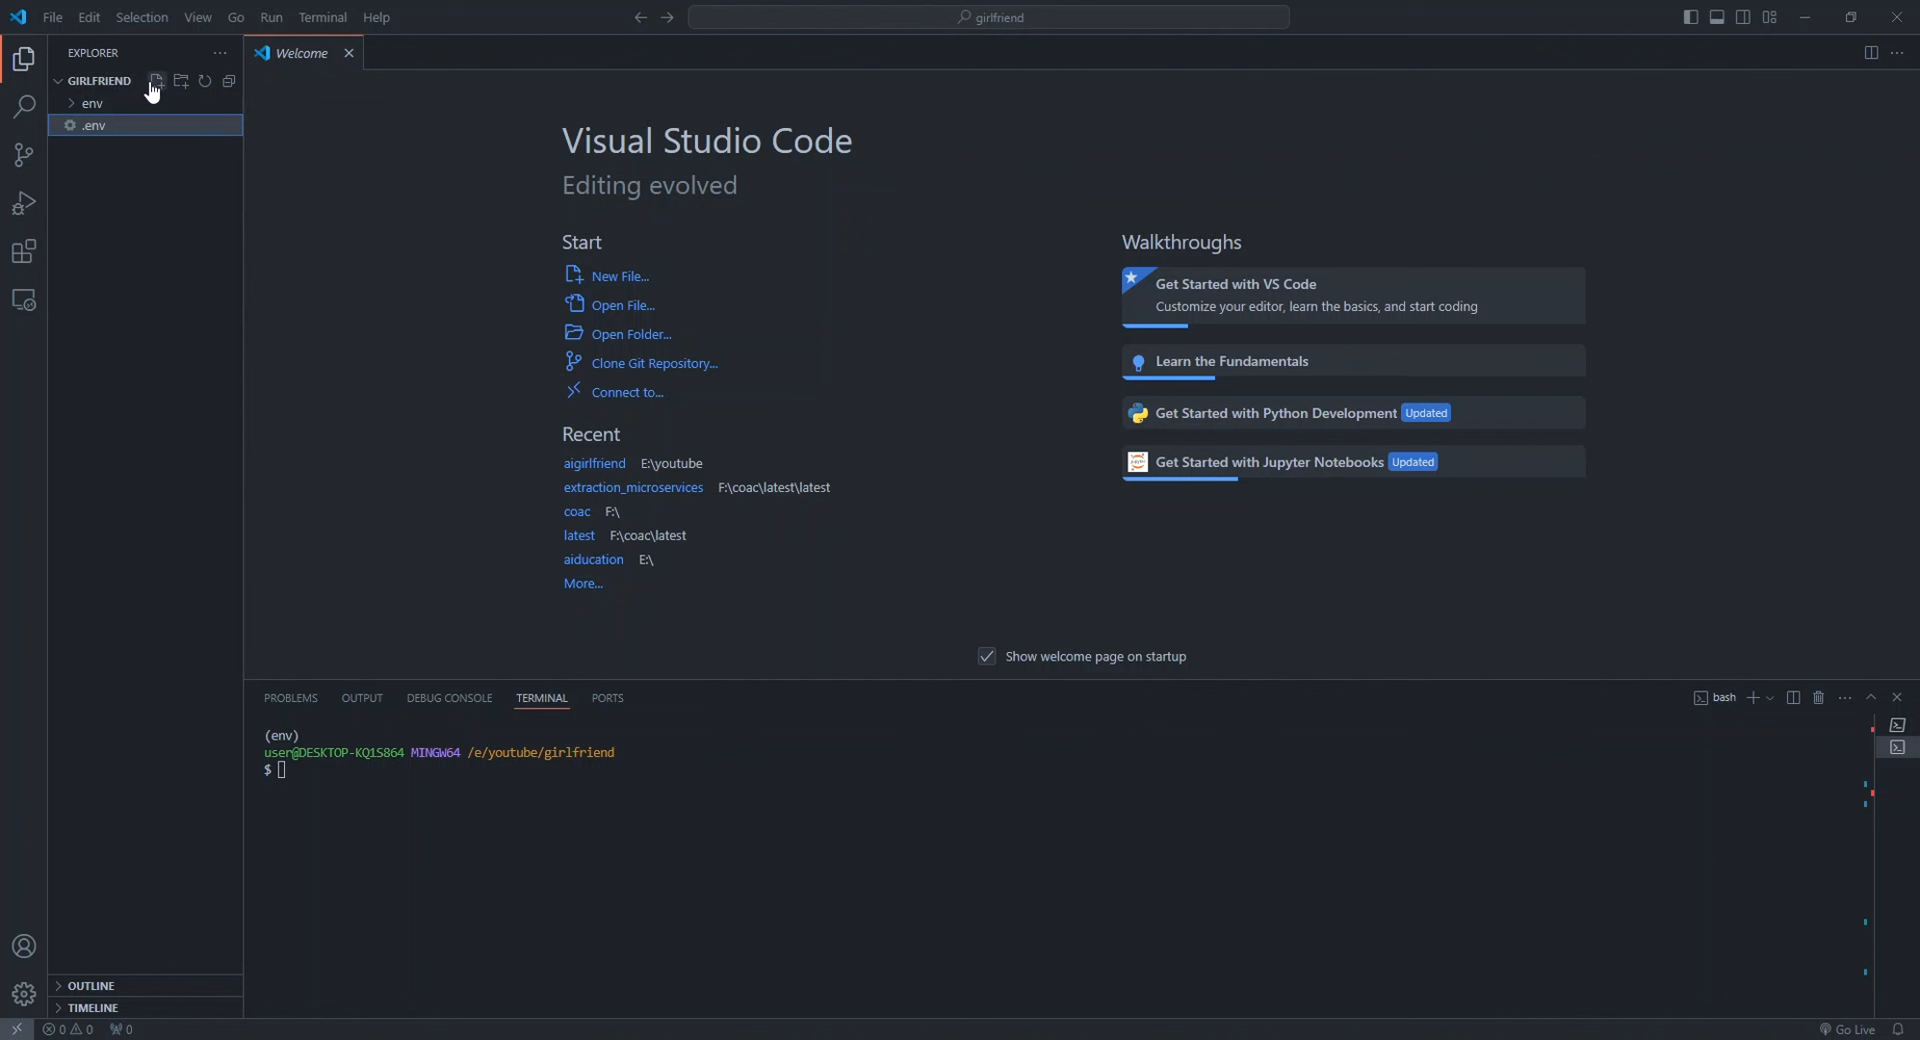 File Edit Selection View Go Run Terminal Help
girlfriend
EXPLORER
Welcome
GIRLFRIEND
env
.env
Visual Studio Code
Editing evolved
Start
New File...
Open File...
Open Folder...
Clone Git Repository...
Connect to...
Recent
aigirlfriend E:\youtube
extraction_microservices F:\coac\latest\latest
coac F:\
latest F:\coac\latest
aiducation E:\
More...
Walkthroughs
Get Started with VS Code
Customize your editor, learn the basics, and start coding
Learn the Fundamentals
Get Started with Python Development Updated
Get Started with Jupyter Notebooks Updated
Show welcome page on startup
PROBLEMS OUTPUT DEBUG CONSOLE TERMINAL PORTS
bash
(env)
user@DESKTOP-KQ1S864 MINGW64 /e/youtube/girlfriend
$
OUTLINE
TIMELINE
0 0 0
Go Live